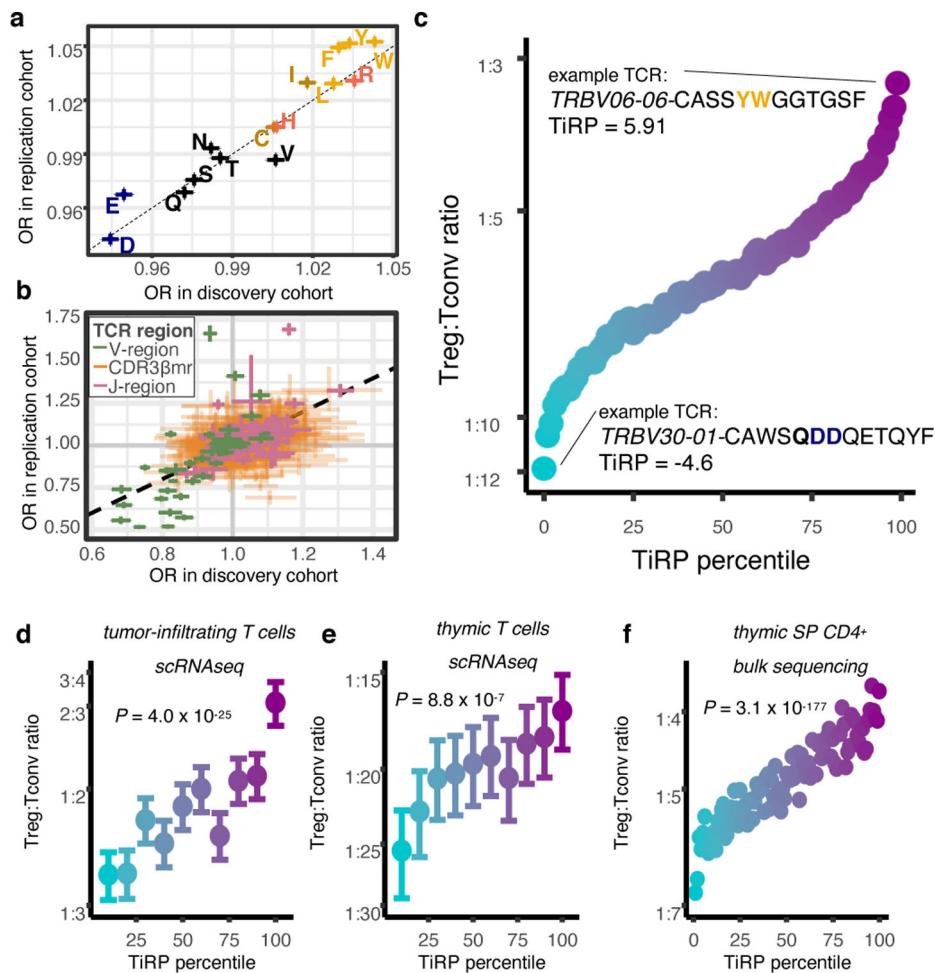 a
OR in replication cohort
1.05
1.02
0.99
0.96
F
Y
W
I
L
R
C
H
N
V
S
T
Q
E
D
0.96
0.99
1.02
1.05
OR in discovery cohort
b
OR in replication cohort
1.75
1.50
1.25
1.00
0.75
0.50
TCR region
V-region
CDR3βmr
J-region
0.6
0.8
1.0
1.2
1.4
OR in discovery cohort
c
Treg:Tconv ratio
1:3
1:5
1:10
1:12
example TCR:
TRBV06-06-CASSYWGGTGSF
TiRP = 5.91
example TCR:
TRBV30-01-CAWSQDDQETQYF
TiRP = -4.6
0
25
50
75
100
TiRP percentile
d
tumor-infiltrating T cells
scRNAseq
P = 4.0 x 10-25
Treg:Tconv ratio
3:4
2:3
1:2
1:3
25
50
75
100
TiRP percentile
e
thymic T cells
scRNAseq
P = 8.8 x 10-7
Treg:Tconv ratio
1:15
1:20
1:25
1:30
25
50
75
100
TiRP percentile
f
thymic SP CD4+
bulk sequencing
P = 3.1 x 10-177
Treg:Tconv ratio
1:4
1:5
1:7
0
25
50
75
100
TiRP percentile